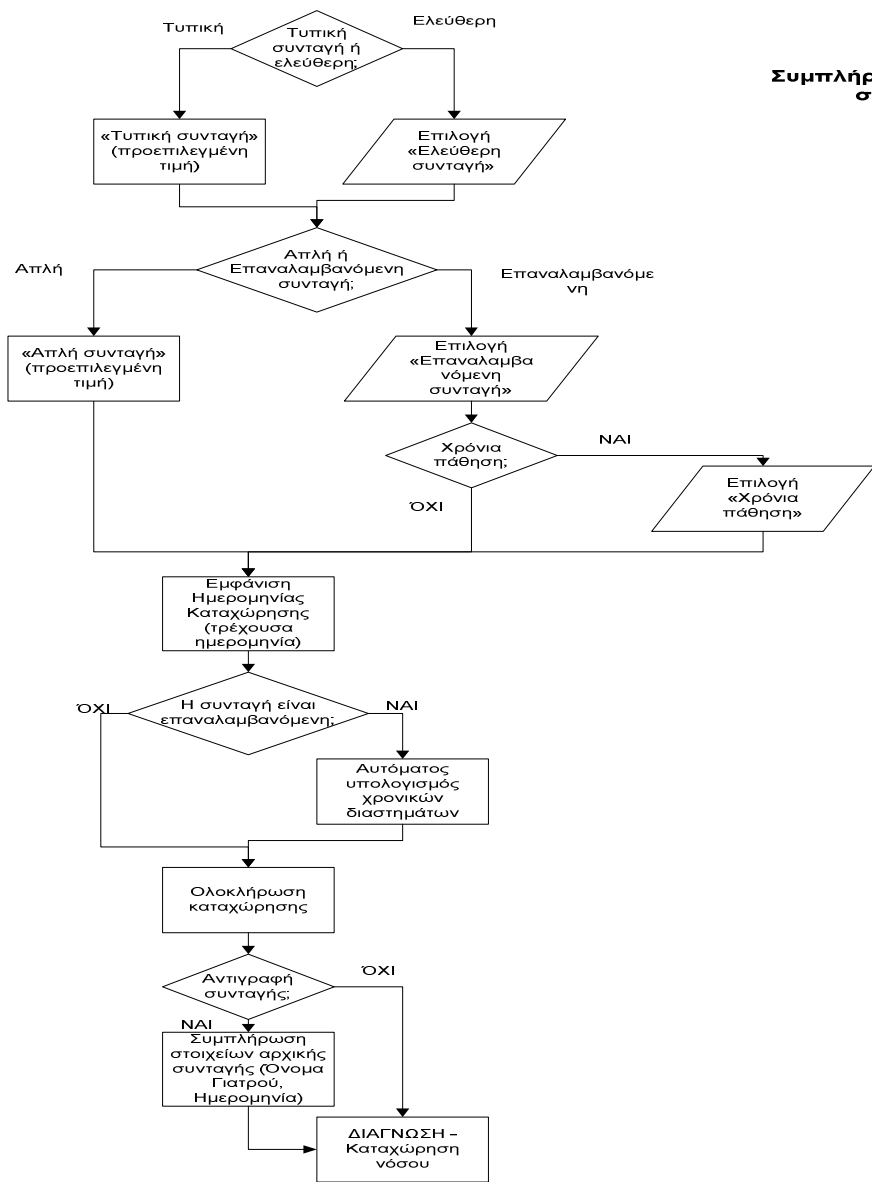 Τυπική
Ελεύθερη
Τυπική
συνταγή ή
ελεύθερη;
Συμπλήρ
σ
«Τυπική συνταγή»
(προεπιλεγμένη
τιμή)
Επιλογή
«Ελεύθερη
συνταγή»
Απλή ή
Επαναλαμβανόμενη
συνταγή;
Απλή
Επαναλαμβανόμε
νη
«Απλή συνταγή»
(προεπιλεγμένη
τιμή)
Επιλογή
«Επαναλαμβα
νόμενη
συνταγή»
Χρόνια
πάθηση;
ΝΑΙ
ΌΧΙ
Επιλογή
«Χρόνια
πάθηση»
Εμφάνιση
Ημερομηνίας
Καταχώρησης
(τρέχουσα
ημερομηνία)
ΌΧΙ
Η συνταγή είναι
επαναλαμβανόμενη;
ΝΑΙ
Αυτόματος
υπολογισμός
χρονικών
διαστημάτων
Ολοκλήρωση
καταχώρησης
Αντιγραφή
συνταγής;
ΌΧΙ
ΝΑΙ
Συμπλήρωση
στοιχείων αρχικής
συνταγής (Όνομα
Γιατρού,
Ημερομηνία)
ΔΙΑΓΝΩΣΗ –
Καταχώρηση
νόσου